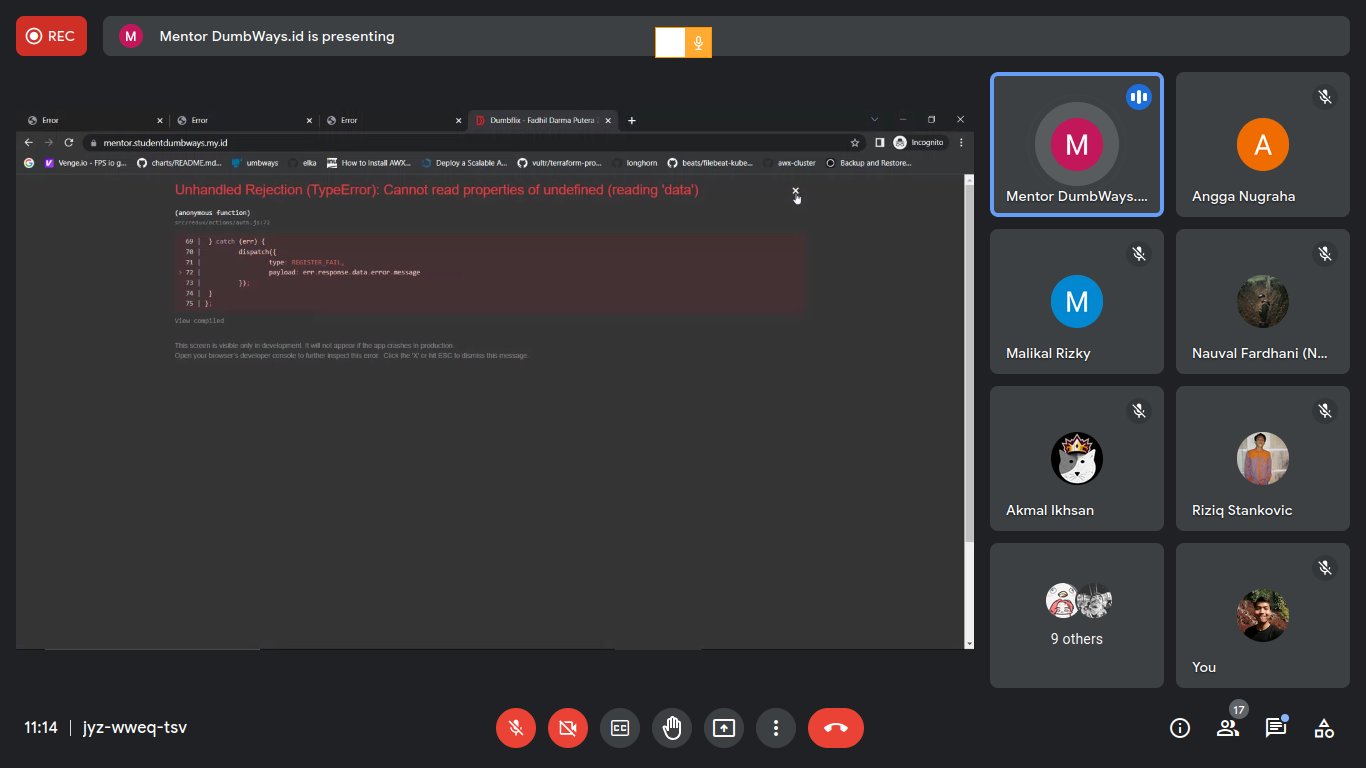 REC
M
Mentor DumbWays.id is presenting
Error
Error
Error
Dumbflix - Fadhil Darma Putera
mentor.studentdumbways.my.id
Incognito
Venge.io - FPS io g...
charts/README.md...
umbways
elka
How to Install AWX...
Deploy a Scalable A...
vultr/terraform-pro...
longhorn
beats/filebeat-kube...
awx-cluster
Backup and Restore...
Unhandled Rejection (TypeError): Cannot read properties of undefined (reading 'data')
(anonymous function)
src/redux/actions/auth.js:72
69 | } catch (err) {
70 | dispatch({
71 | type: REGISTER_FAIL,
> 72 | payload: err.response.data.error.message
73 | });
74 | }
75 | };
View compiled
This screen is visible only in development. It will not appear if the app crashes in production.
Open your browser's developer console to further inspect this error. Click the 'X' or hit ESC to dismiss this message.
M
Mentor DumbWays....
A
Angga Nugraha
M
Malikal Rizky
Nauval Fardhani (N...
Akmal Ikhsan
Riziq Stankovic
9 others
You
11:14 | jyz-wweq-tsv
CC
17